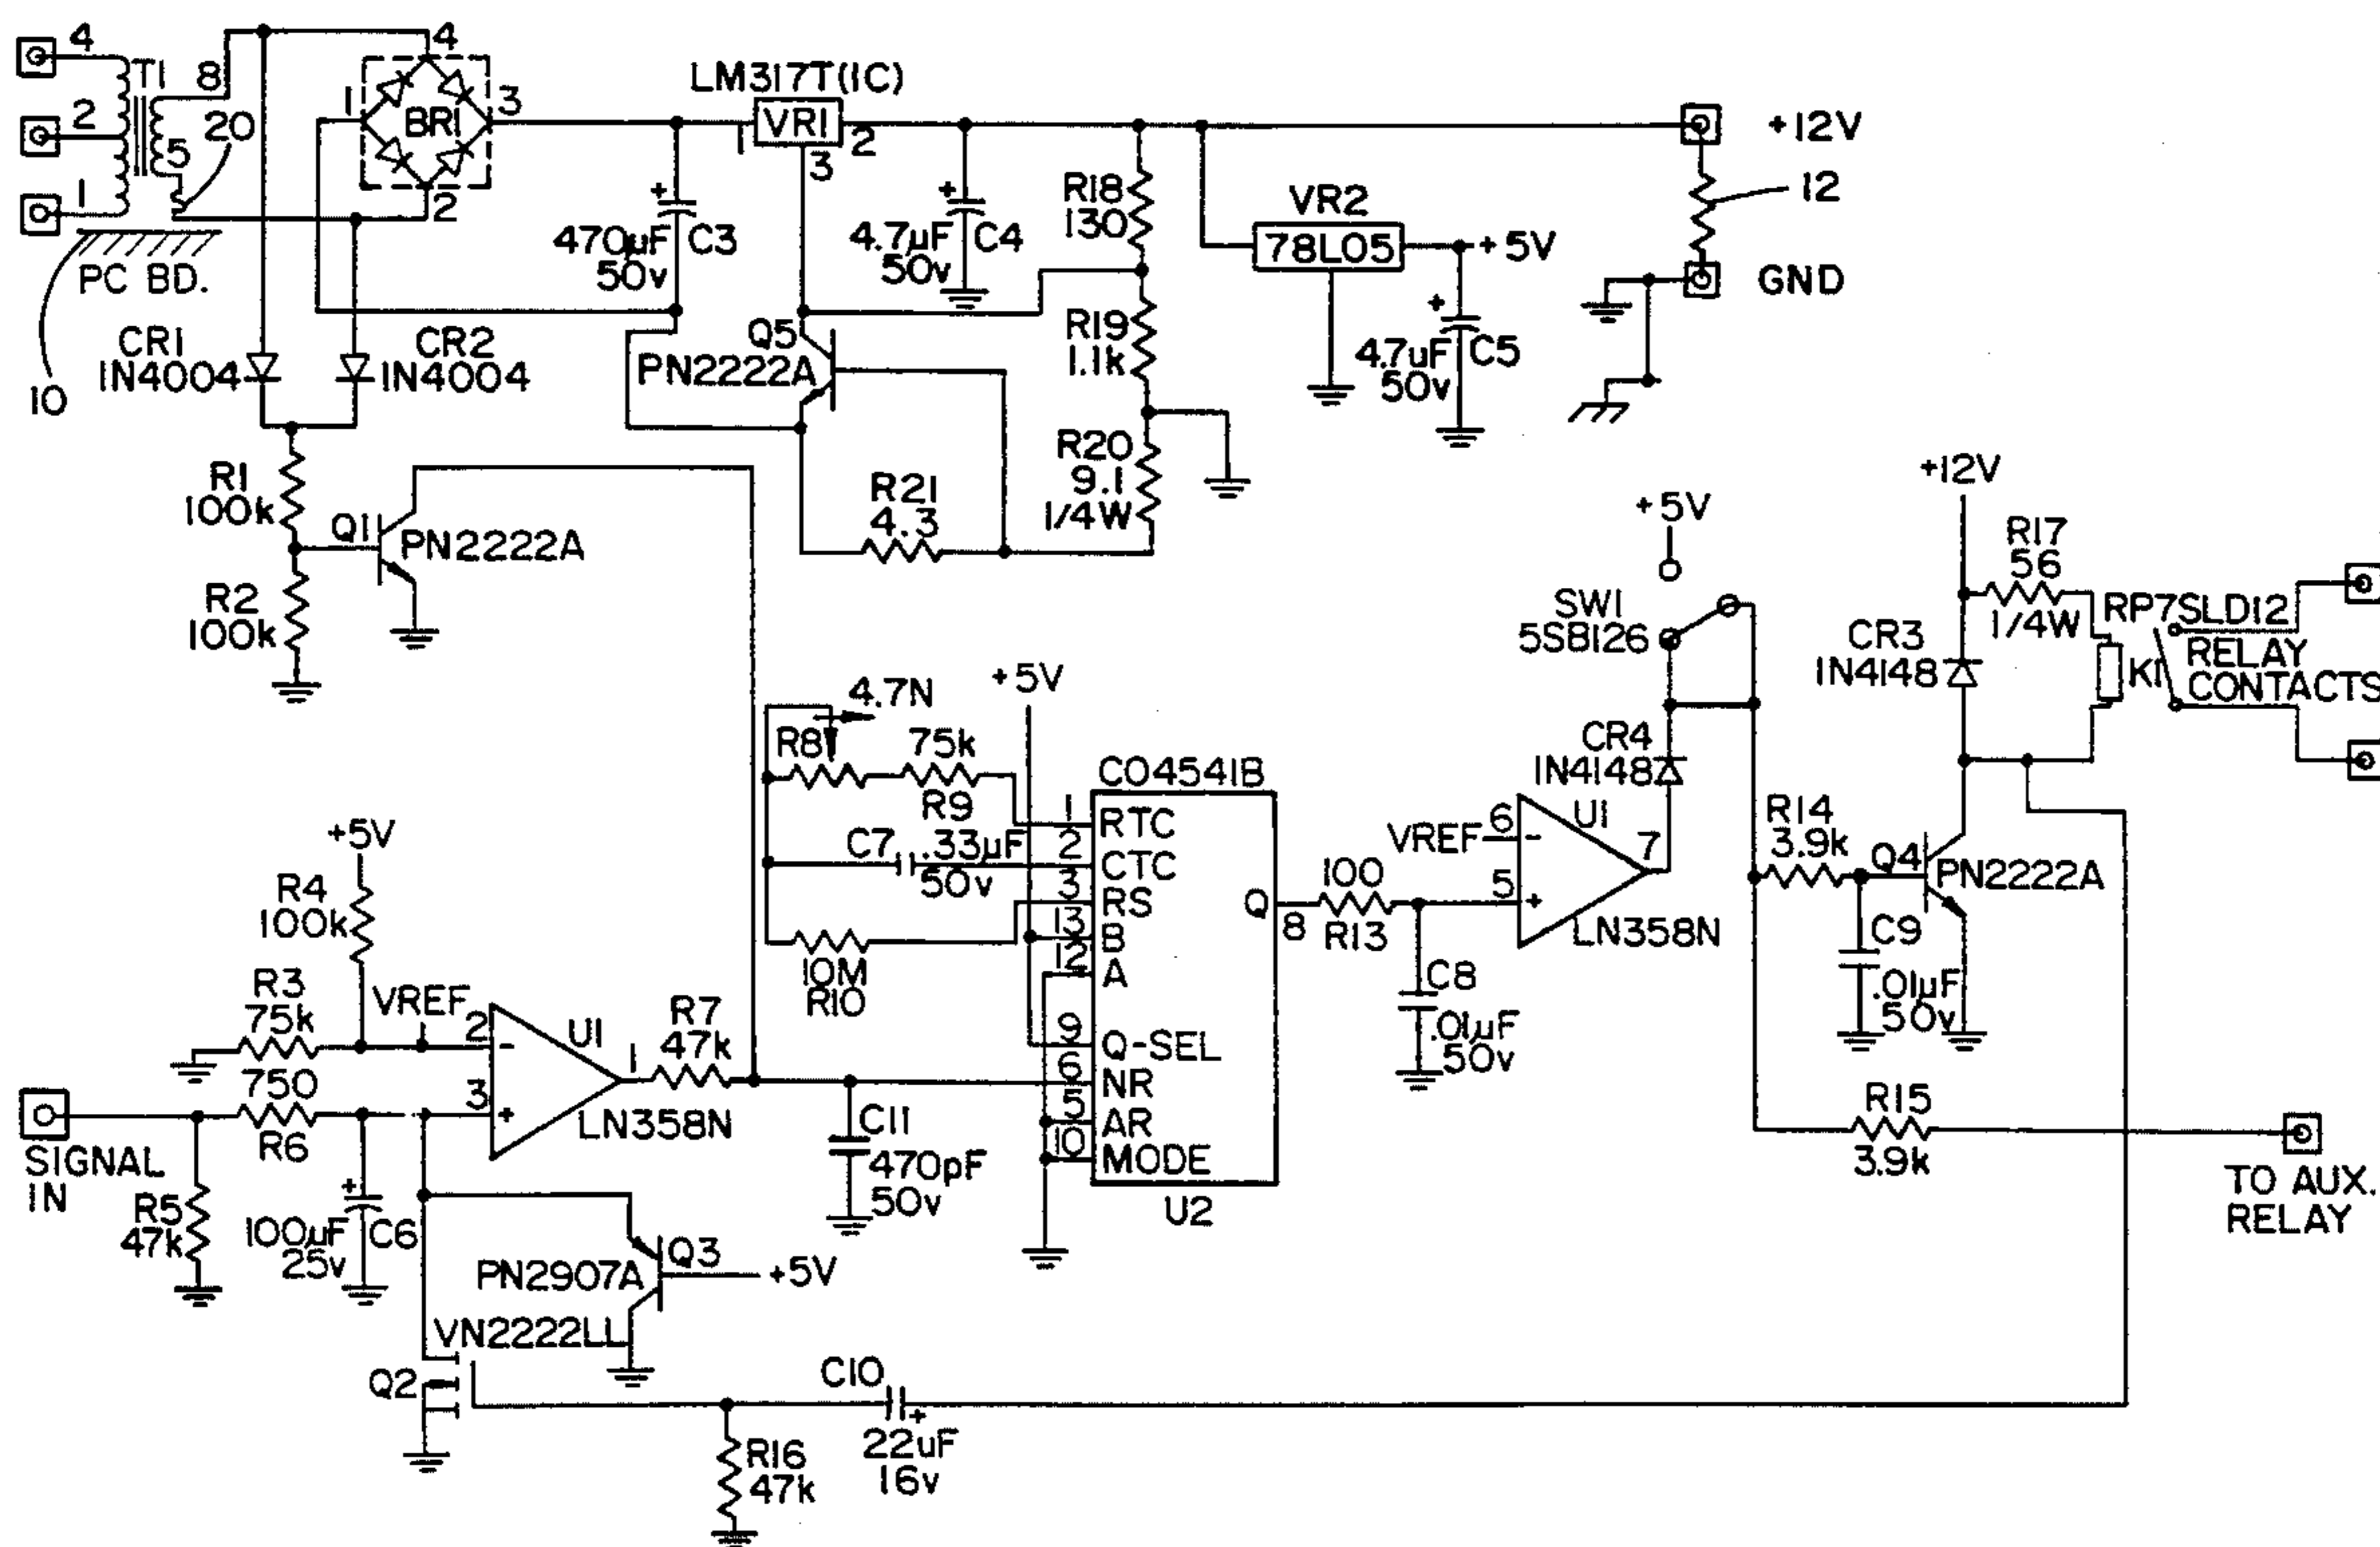 4
T1
8
2
20
5
1
PC BD.
10
4
1
BR1
3
2
LM317T(IC)
1
VR1
2
3
+
470µF
50v
C3
+
4.7µF
50v
C4
R18
130
VR2
78L05
+5V
+
4.7uF
50v
C5
+12V
12
GND
CR1
1N4004
CR2
1N4004
Q5
PN2222A
R19
1.1k
R20
9.1
1/4W
R21
4.3
R1
100k
Q1
PN2222A
R2
100k
+5V
SW1
5SB126
+12V
R17
56
1/4W
CR3
1N4148
RP7SLD12
K1
RELAY
CONTACTS
4.7N
R8
75k
R9
+5V
C7
.33µF
50v
10M
R10
CO4541B
1
RTC
2
CTC
3
RS
13
B
12
A
9
Q-SEL
6
NR
5
AR
10
MODE
Q
8
U2
100
R13
C8
.01µF
50v
VREF
6
-
5
+
U1
7
LN358N
CR4
1N4148
R14
3.9k
Q4
PN2222A
C9
.01µF
50v
R15
3.9k
TO AUX.
RELAY
+5V
R4
100k
R3
75k
VREF
2
-
3
+
U1
1
LN358N
R7
47k
750
R6
SIGNAL
IN
R5
47k
+
100µF
25v
C6
C11
470pF
50v
Q3
PN2907A
+5V
VN2222LL
Q2
C10
+
22uF
16v
R16
47k